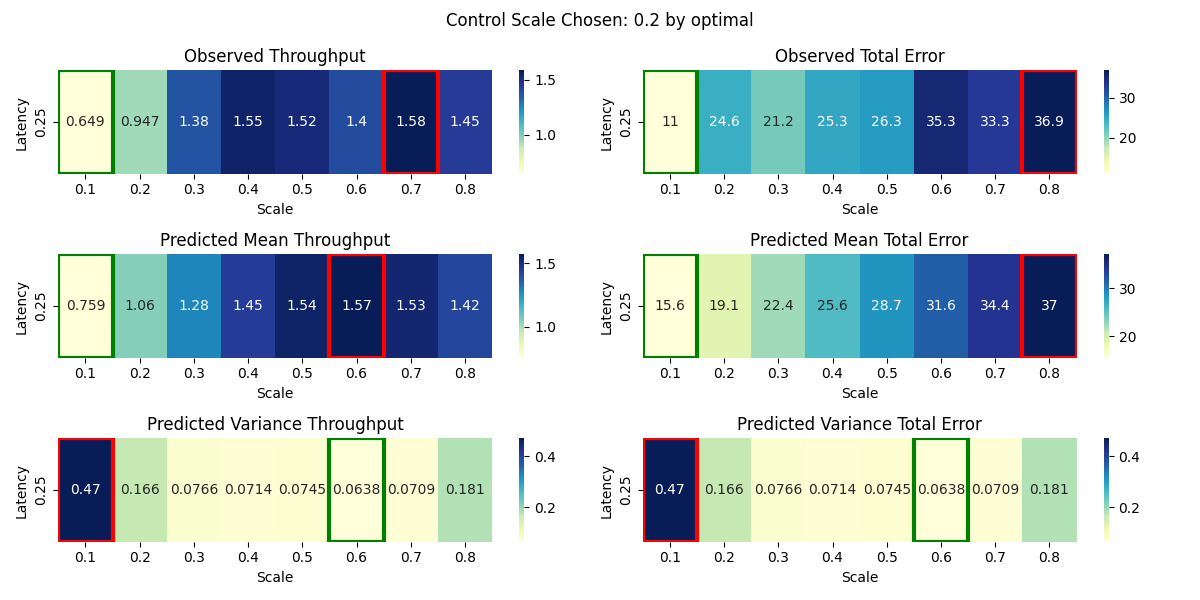 Control Scale Chosen: 0.2 by optimal
Observed Throughput
Latency
0.25
0.649 0.947 1.38 1.55 1.52 1.4 1.58 1.45
0.1 0.2 0.3 0.4 0.5 0.6 0.7 0.8
Scale
1.5
1.0
Observed Total Error
Latency
0.25
11 24.6 21.2 25.3 26.3 35.3 33.3 36.9
0.1 0.2 0.3 0.4 0.5 0.6 0.7 0.8
Scale
30
20
Predicted Mean Throughput
Latency
0.25
0.759 1.06 1.28 1.45 1.54 1.57 1.53 1.42
0.1 0.2 0.3 0.4 0.5 0.6 0.7 0.8
Scale
1.5
1.0
Predicted Mean Total Error
Latency
0.25
15.6 19.1 22.4 25.6 28.7 31.6 34.4 37
0.1 0.2 0.3 0.4 0.5 0.6 0.7 0.8
Scale
30
20
Predicted Variance Throughput
Latency
0.25
0.47 0.166 0.0766 0.0714 0.0745 0.0638 0.0709 0.181
0.1 0.2 0.3 0.4 0.5 0.6 0.7 0.8
Scale
0.4
0.2
Predicted Variance Total Error
Latency
0.25
0.47 0.166 0.0766 0.0714 0.0745 0.0638 0.0709 0.181
0.1 0.2 0.3 0.4 0.5 0.6 0.7 0.8
Scale
0.4
0.2